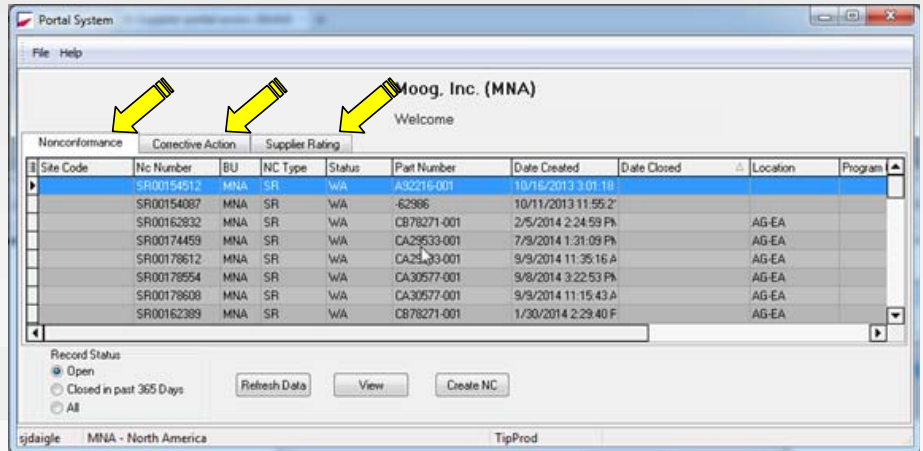 Portal System
File Help
Moog, Inc. (MNA)
Welcome
Nonconformance Corrective Action Supplier Rating
Site Code Nc Number BU NC Type Status Part Number Date Created Date Closed Location Program
SR00154512 MNA SR WA A92216-001 10/16/2013 3:01:18
SR00154087 MNA SR WA -62986 10/11/2013 11:55:2
SR00162832 MNA SR WA CB78271-001 2/5/2014 2:24:59 PM AG-EA
SR00174459 MNA SR WA CA29533-001 7/9/2014 1:31:09 PM AG-EA
SR00178612 MNA SR WA 9/9/2014 11:35:16 A AG-EA
SR00178554 MNA SR WA CA30577-001 9/8/2014 3:22:53 PM AG-EA
SR00178608 MNA SR WA CA30577-001 9/9/2014 11:15:43 A AG-EA
SR00162389 MNA SR WA CB78271-001 1/30/2014 2:29:40 F AG-EA
Record Status
Open
Closed in past 365 Days
All
Refresh Data View Create NC
sjdaigle MNA - North America TipProd